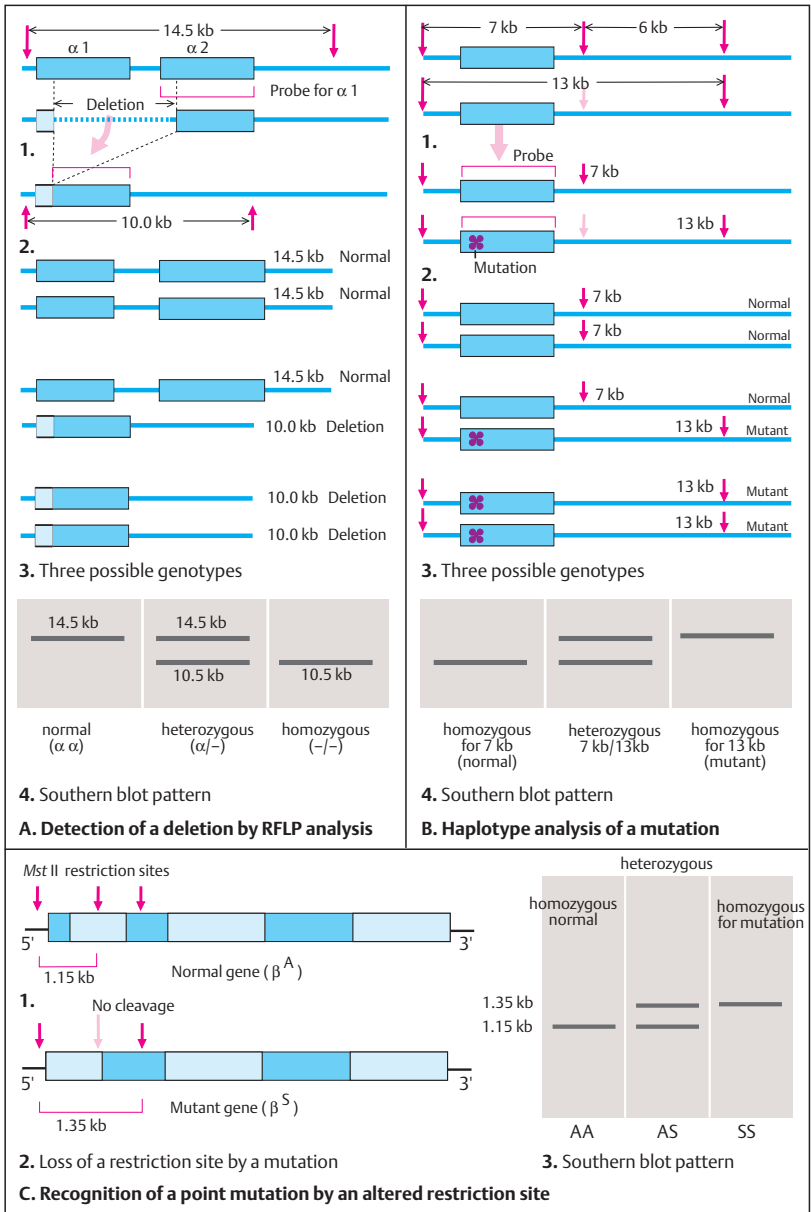 14.5 kb
α 1
α 2
Probe for α 1
Deletion
1.
10.0 kb
2.
14.5 kb Normal
14.5 kb Normal
14.5 kb Normal
10.0 kb Deletion
10.0 kb Deletion
10.0 kb Deletion
3. Three possible genotypes
14.5 kb
14.5 kb
10.5 kb
10.5 kb
normal
(α α)
heterozygous
(α/–)
homozygous
(–/–)
4. Southern blot pattern
A. Detection of a deletion by RFLP analysis
7 kb
6 kb
13 kb
1.
Probe
7 kb
13 kb
Mutation
2.
7 kb
Normal
7 kb
Normal
7 kb
Normal
13 kb
Mutant
13 kb
Mutant
13 kb
Mutant
3. Three possible genotypes
homozygous
for 7 kb
(normal)
heterozygous
7 kb/13kb
homozygous
for 13 kb
(mutant)
4. Southern blot pattern
B. Haplotype analysis of a mutation
Mst II restriction sites
5'
3'
1.15 kb
Normal gene (β A)
1.
No cleavage
5'
3'
Mutant gene (β S)
1.35 kb
2. Loss of a restriction site by a mutation
heterozygous
homozygous
normal
homozygous
for mutation
1.35 kb
1.15 kb
AA
AS
SS
3. Southern blot pattern
C. Recognition of a point mutation by an altered restriction site